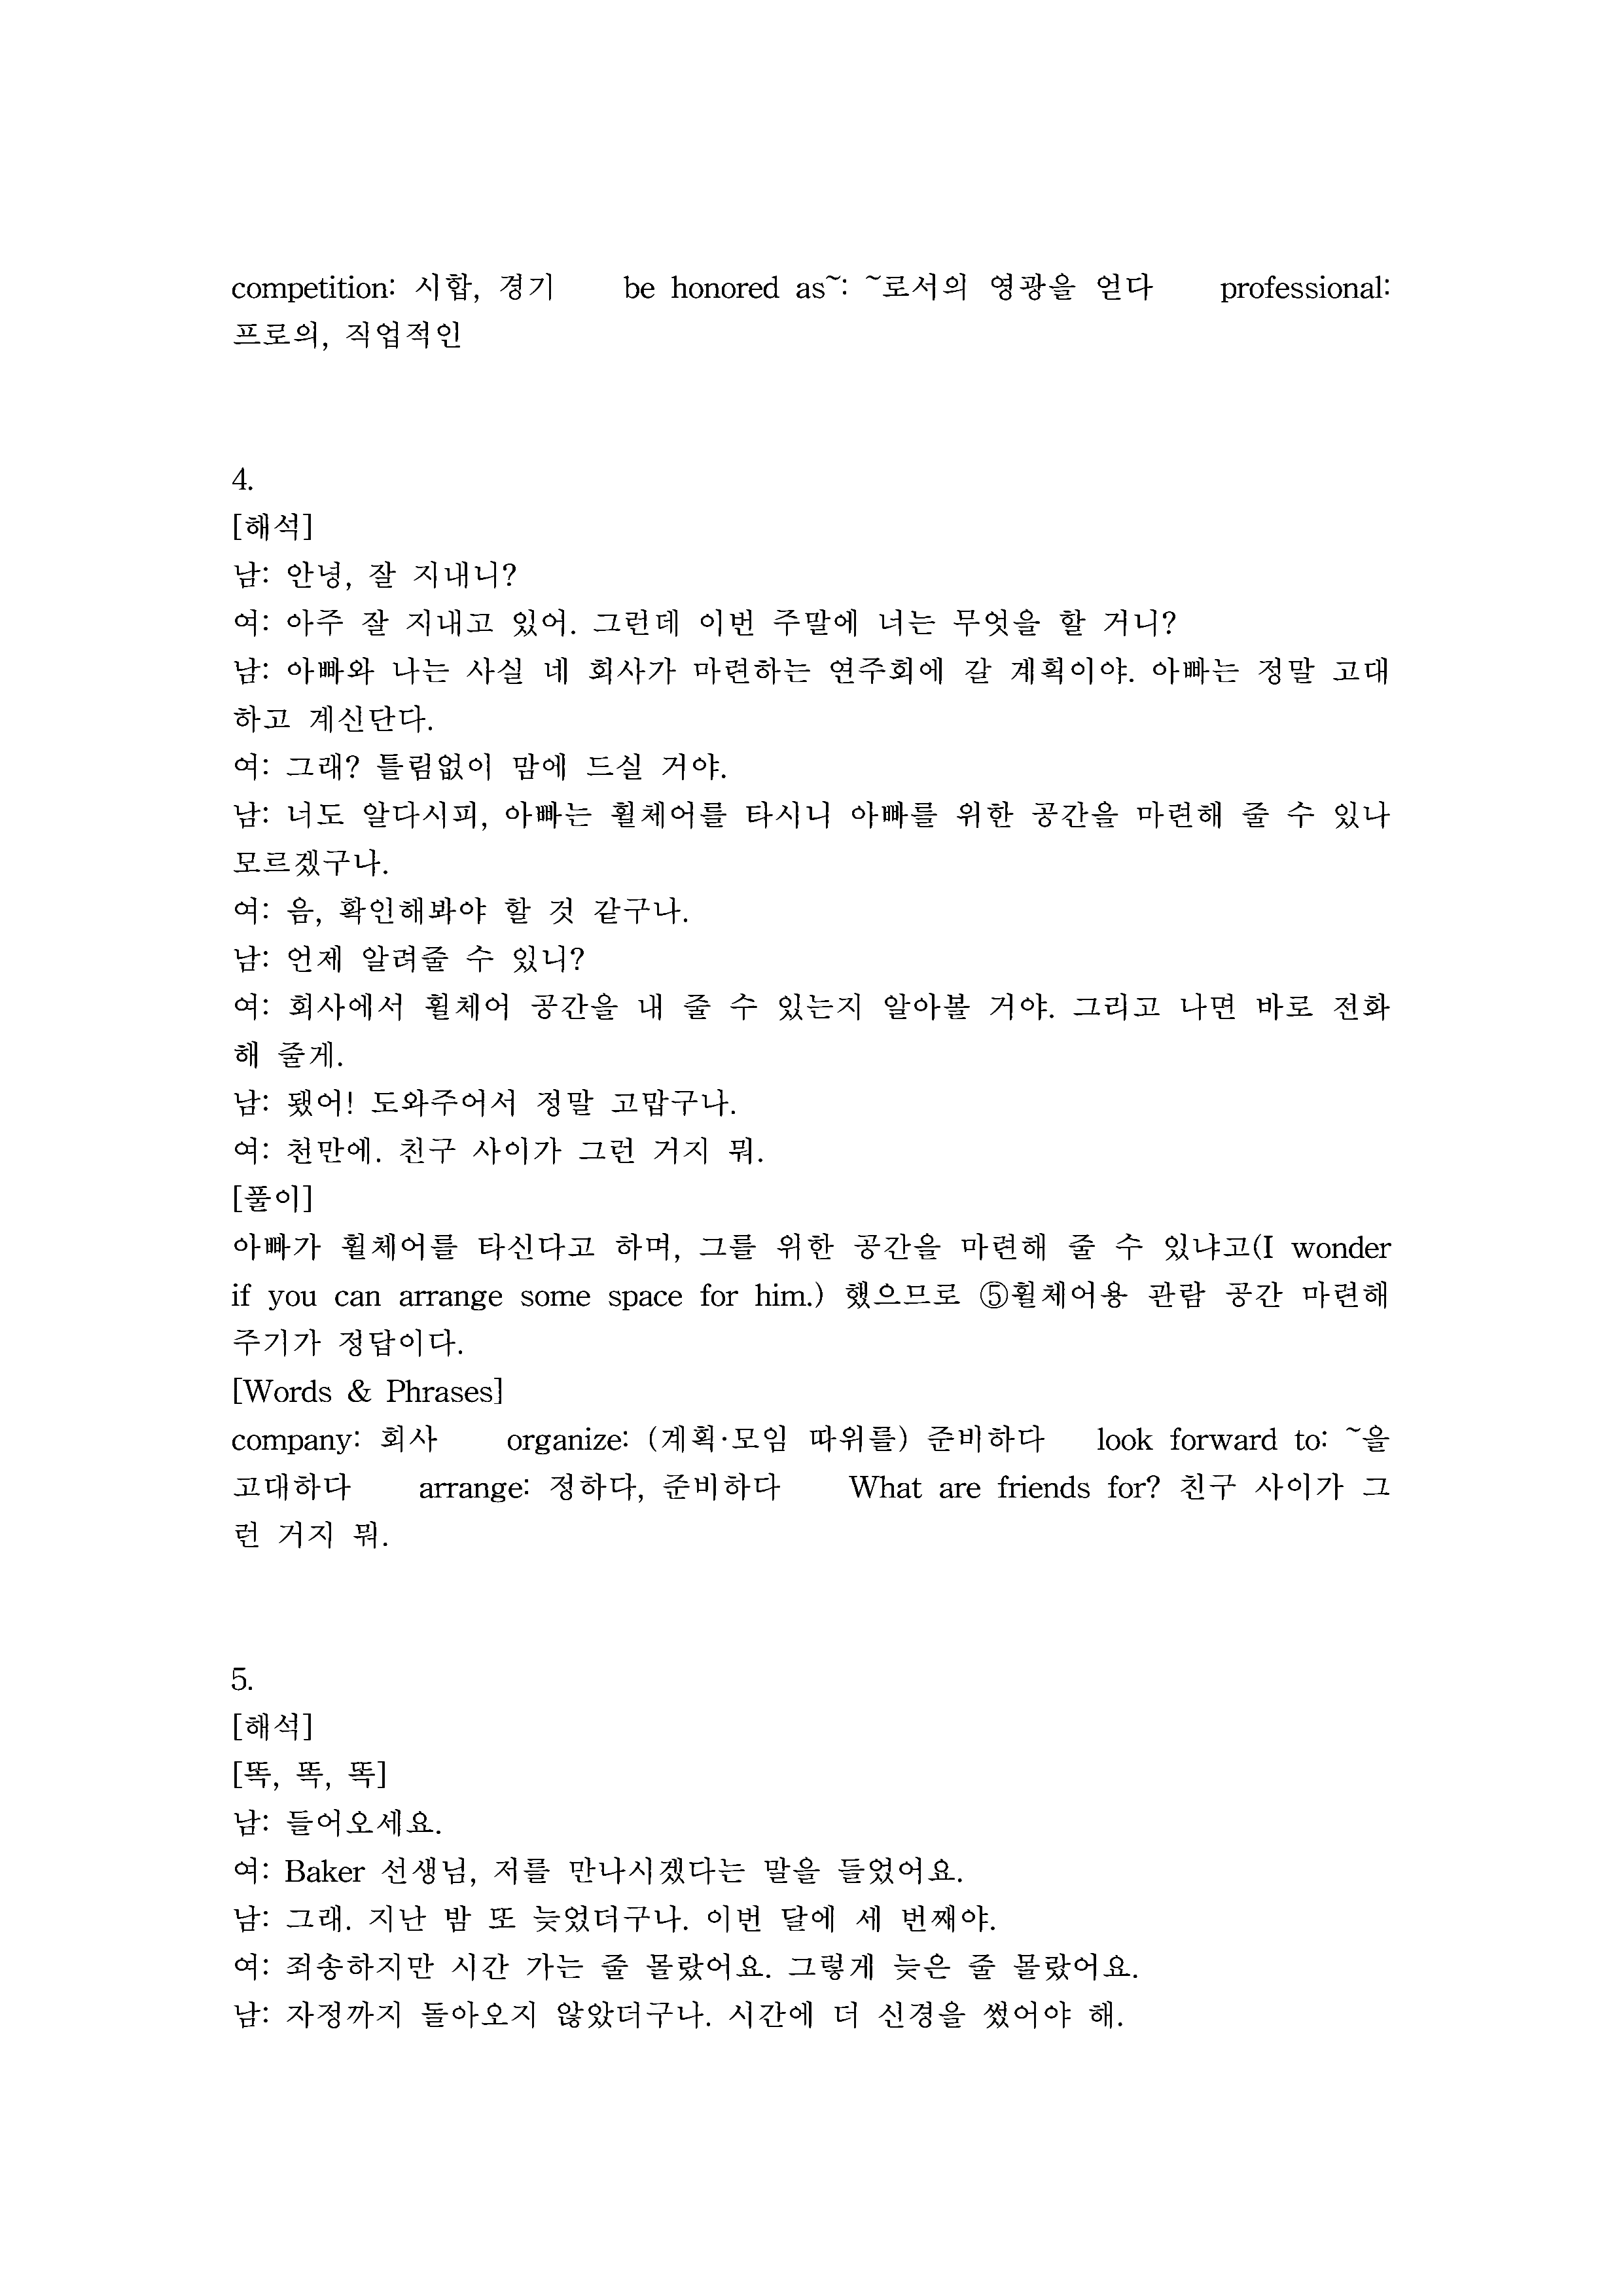 competition: 시합, 경기  be honored as~: ~로서의 영광을 얻다  professional:
프로의, 직업적인
4.
[해석]
남: 안녕, 잘 지내니?
여: 아주 잘 지내고 있어. 그런데 이번 주말에 너는 무엇을 할 거니?
남: 아빠와 나는 사실 네 회사가 마련하는 연주회에 갈 계획이야. 아빠는 정말 고대
하고 계신단다.
여: 그래? 틀림없이 맘에 드실 거야.
남: 너도 알다시피, 아빠는 휠체어를 타시니 아빠를 위한 공간을 마련해 줄 수 있나
모르겠구나.
여: 음, 확인해봐야 할 것 같구나.
남: 언제 알려줄 수 있니?
여: 회사에서 휠체어 공간을 내 줄 수 있는지 알아볼 거야. 그리고 나면 바로 전화
해 줄게.
남: 됐어! 도와주어서 정말 고맙구나.
여: 천만에. 친구 사이가 그런 거지 뭐.
[풀이]
아빠가 휠체어를 타신다고 하며, 그를 위한 공간을 마련해 줄 수 있냐고(I wonder
if you can arrange some space for him.) 했으므로 ⑤휠체어용 관람 공간 마련해
주기가 정답이다.
[Words & Phrases]
company: 회사  organize: (계획·모임 따위를) 준비하다  look forward to: ~을
고대하다  arrange: 정하다, 준비하다  What are friends for? 친구 사이가 그
런 거지 뭐.
5.
[해석]
[똑, 똑, 똑]
남: 들어오세요.
여: Baker 선생님, 저를 만나시겠다는 말을 들었어요.
남: 그래. 지난 밤 또 늦었더구나. 이번 달에 세 번째야.
여: 죄송하지만 시간 가는 줄 몰랐어요. 그렇게 늦은 줄 몰랐어요.
남: 자정까지 돌아오지 않았더구나. 시간에 더 신경을 썼어야 해.